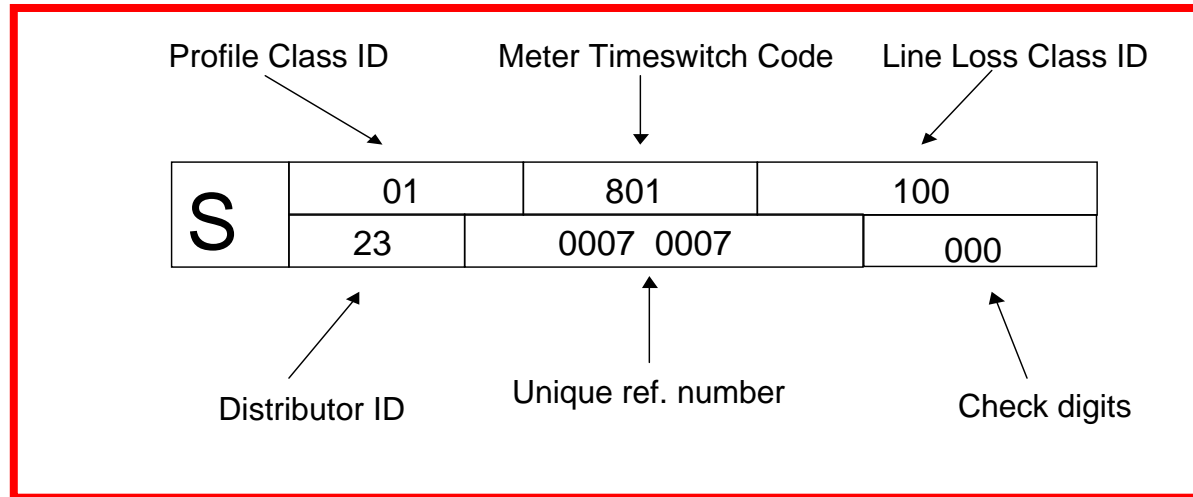 Profile Class ID Meter Timeswitch Code Line Loss Class ID
S
01 801 100
23 0007 0007 000
Distributor ID Unique ref. number Check digits